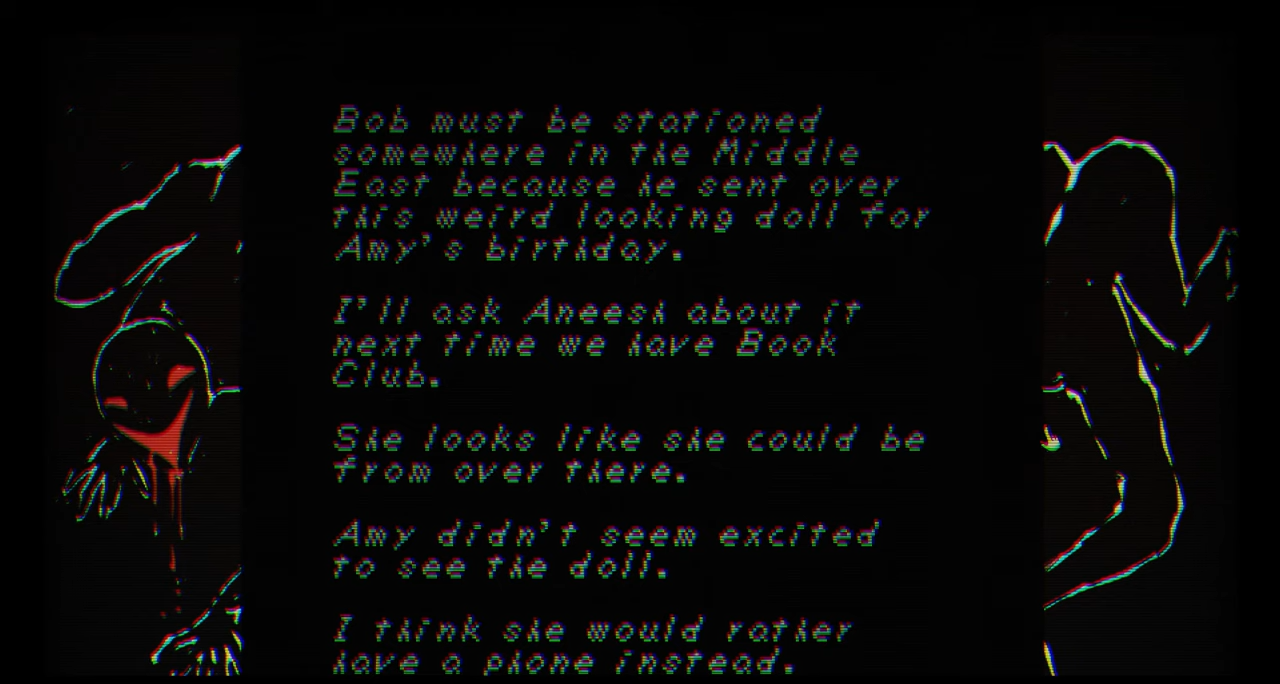 Bob must be stationed
somewhere in the Middle
East because he sent over
this weird looking doll for
Amy's birthday.
I'll ask Aneesh about it
next time we have Book
Club.
She looks like she could be
from over there.
Amy didn't seem excited
to see the doll.
I think she would rather
have a phone instead.